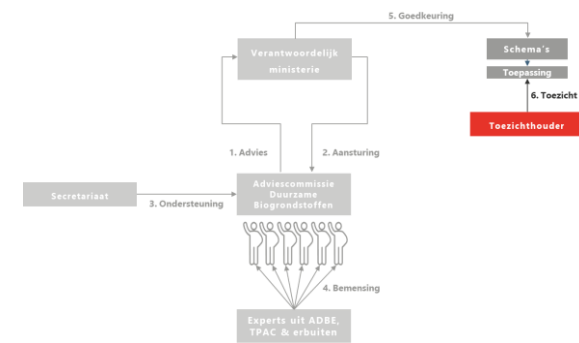 5. Goedkeuring
Verantwoordelijk
ministerie
Schema's
Toepassing
6. Toezicht
Toezichthouder
1. Advies
2. Aansturing
Adviescommissie
Duurzame
Biogrondstoffen
Secretariaat
3. Ondersteuning
4. Bemensing
Experts uit ADBE,
TPAC & erbuiten